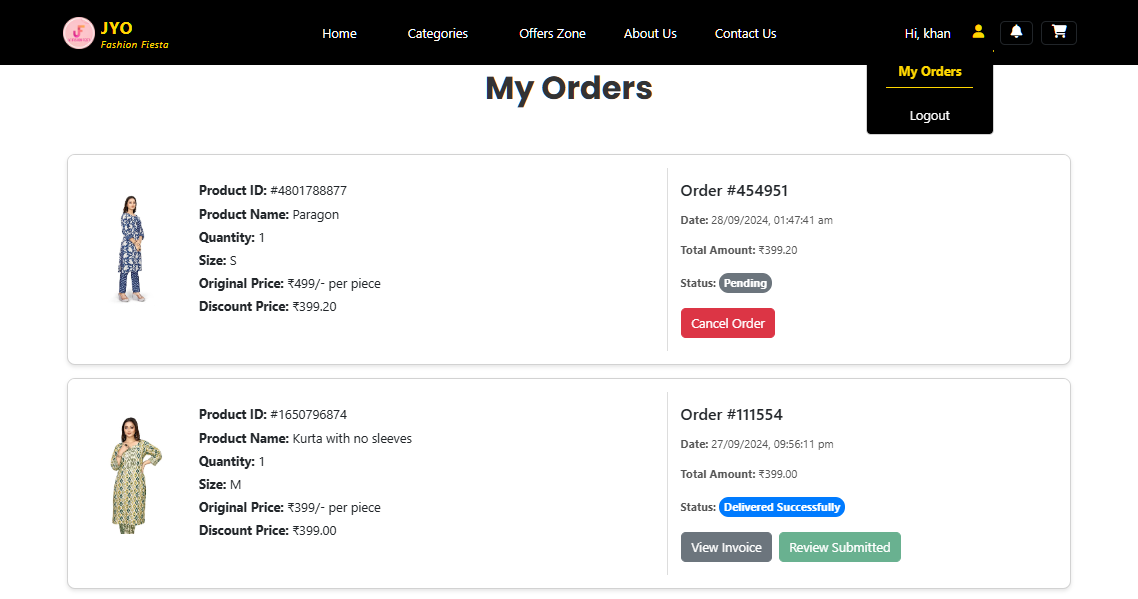 JYO
Fashion Fiesta
Home
Categories
Offers Zone
About Us
Contact Us
Hi, khan
My Orders
Logout
My Orders
Product ID: #4801788877
Product Name: Paragon
Quantity: 1
Size: S
Original Price: ₹499/- per piece
Discount Price: ₹399.20
Order #454951
Date: 28/09/2024, 01:47:41 am
Total Amount: ₹399.20
Status: Pending
Cancel Order
Product ID: #1650796874
Product Name: Kurta with no sleeves
Quantity: 1
Size: M
Original Price: ₹399/- per piece
Discount Price: ₹399.00
Order #111554
Date: 27/09/2024, 09:56:11 pm
Total Amount: ₹399.00
Status: Delivered Successfully
View Invoice
Review Submitted